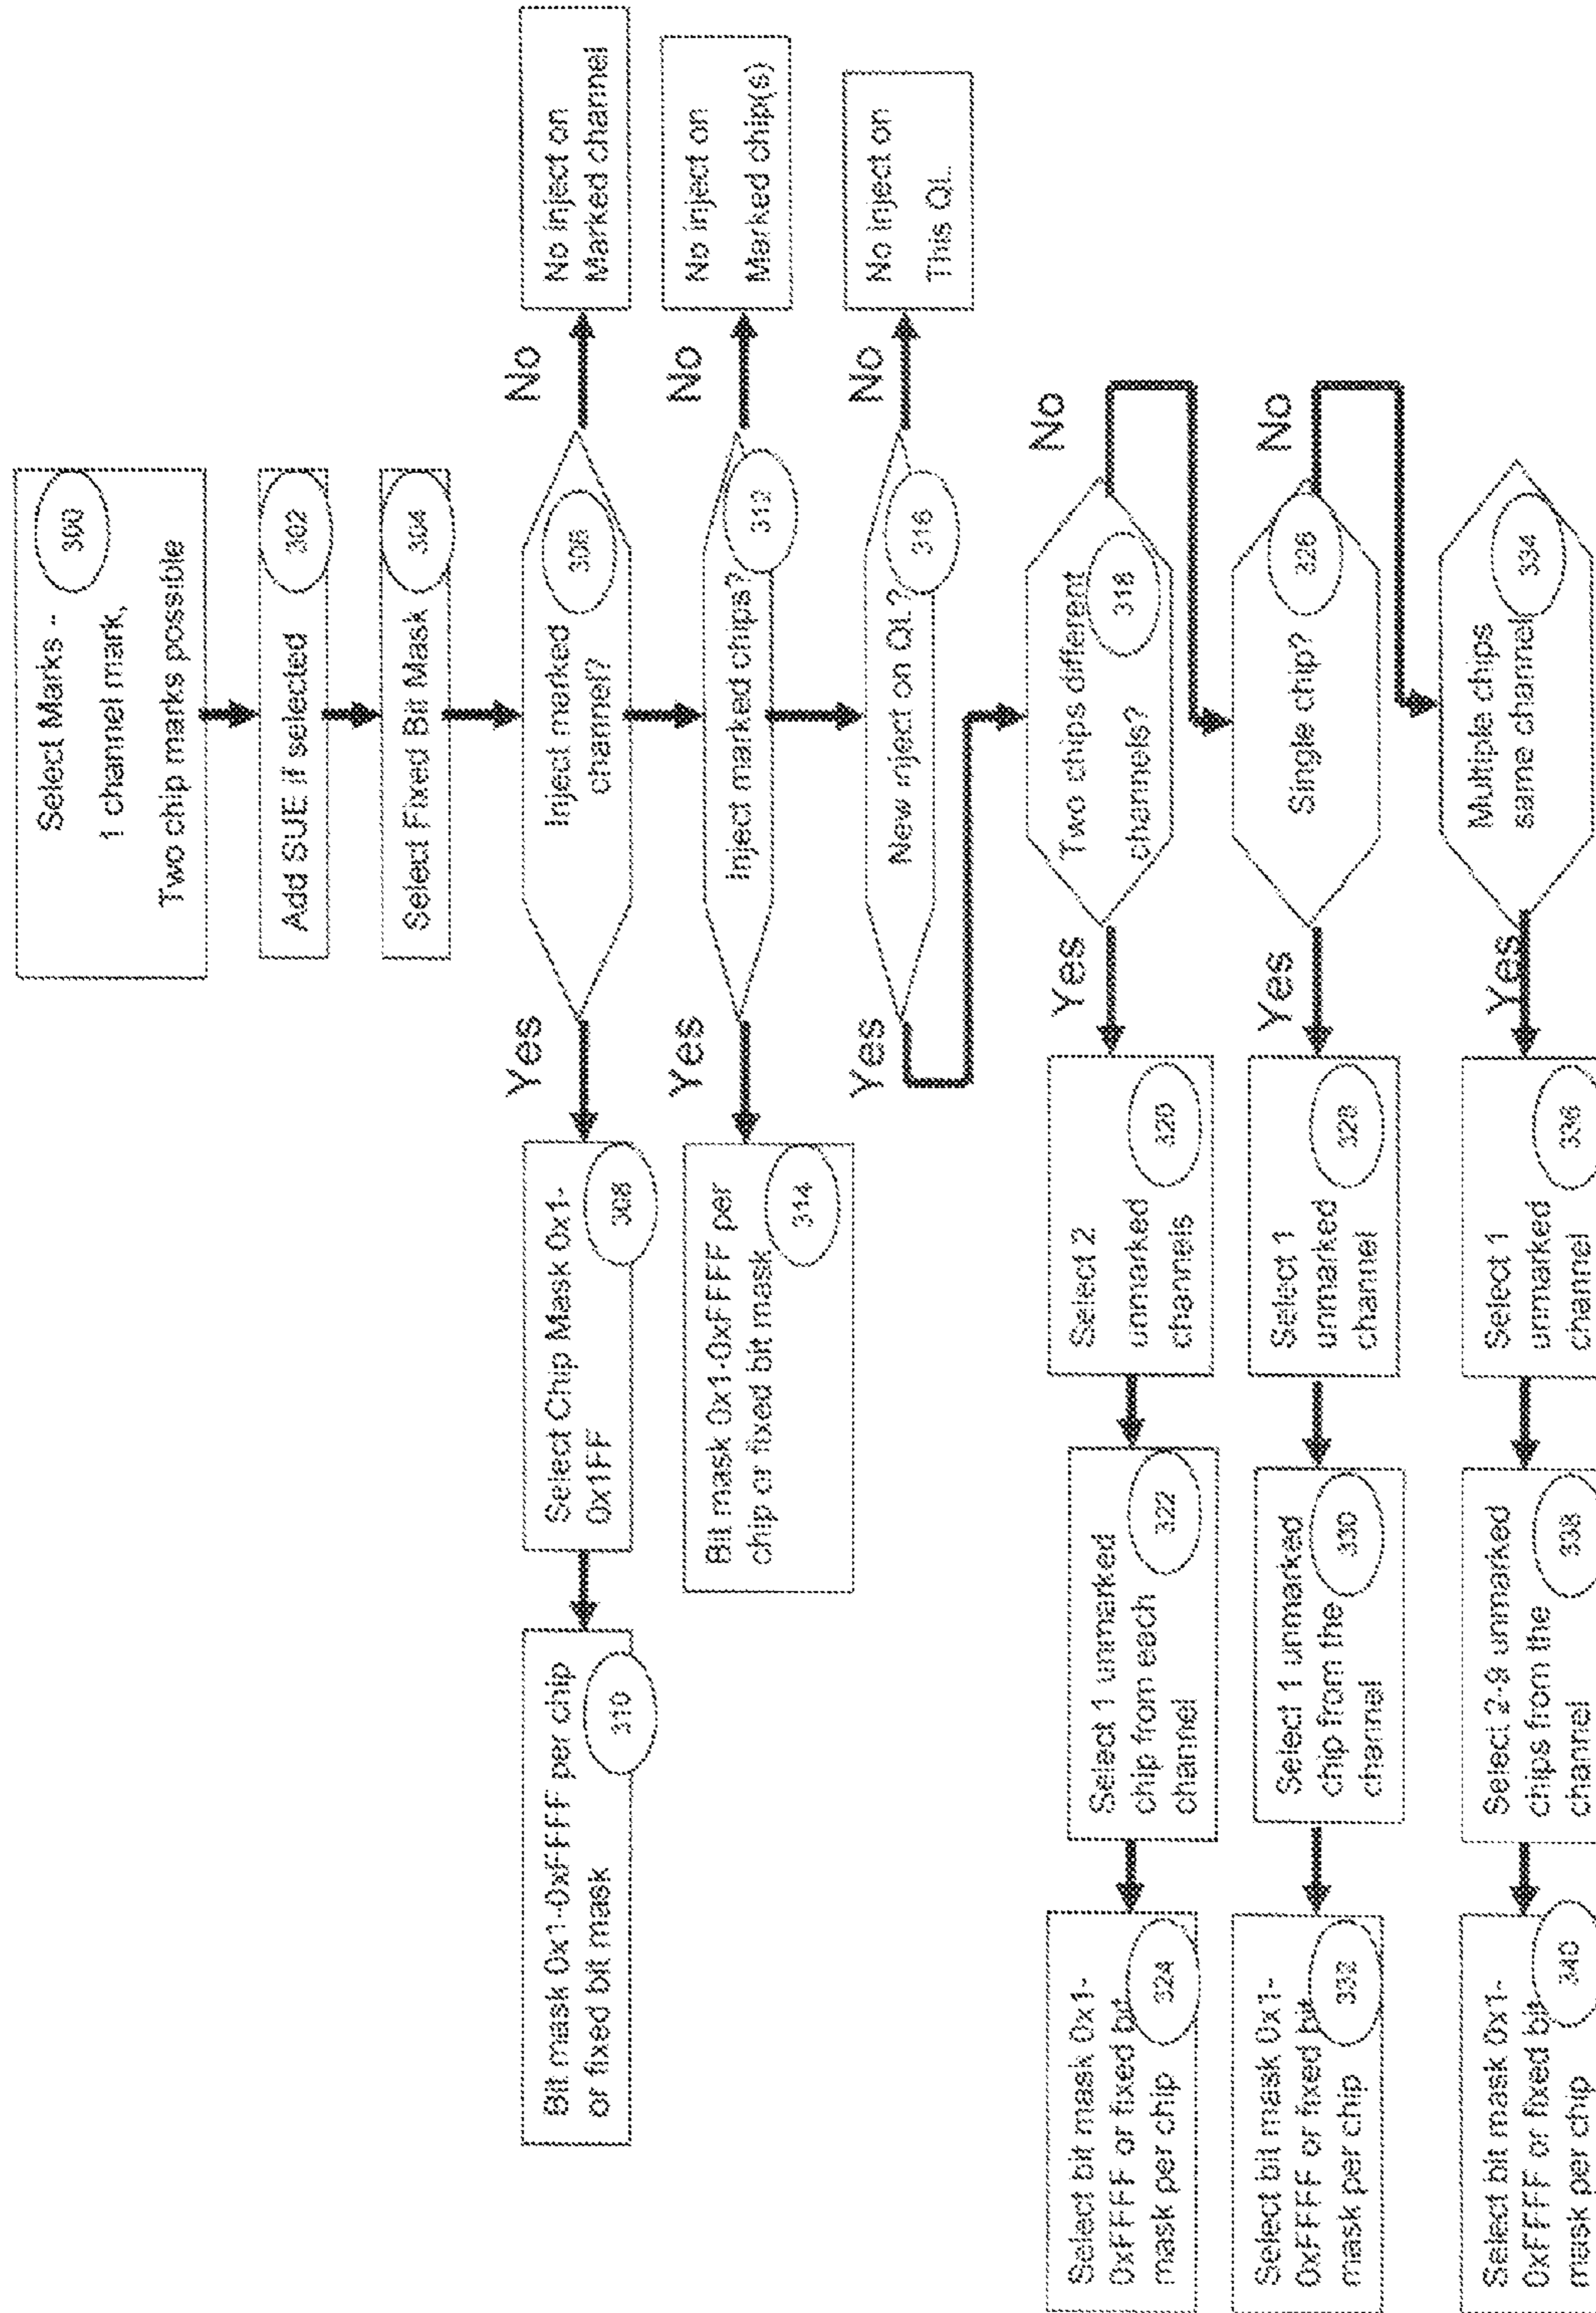 Select Marks -
1 channel mark,
Two chip marks possible
300
Add SUE if selected
302
Select Fixed Bit Mask
304
Inject marked
channel?
306
No
No inject on
Marked channel
Yes
Select Chip Mask 0x1-
0x1FF
308
Bit mask 0x1-0xFFFF per chip
or fixed bit mask
310
Inject marked chips?
312
No
No inject on
Marked chip(s)
Yes
Bit mask 0x1-0xFFFF per
chip or fixed bit mask
314
New inject on QL?
316
No
No inject on
This QL
Yes
Two chips different
channels?
318
No
Yes
Select 2
unmarked
channels
320
Select 1 unmarked
chip from each
channel
322
Select bit mask 0x1-
0xFFFF or fixed bit
mask per chip
324
Single chip?
326
No
Yes
Select 1
unmarked
channel
328
Select 1 unmarked
chip from the
channel
330
Select bit mask 0x1-
0xFFFF or fixed bit
mask per chip
332
Multiple chips
same channel
334
Yes
Select 1
unmarked
channel
336
Select 2-9 unmarked
chips from the
channel
338
Select bit mask 0x1-
0xFFFF or fixed bit
mask per chip
340